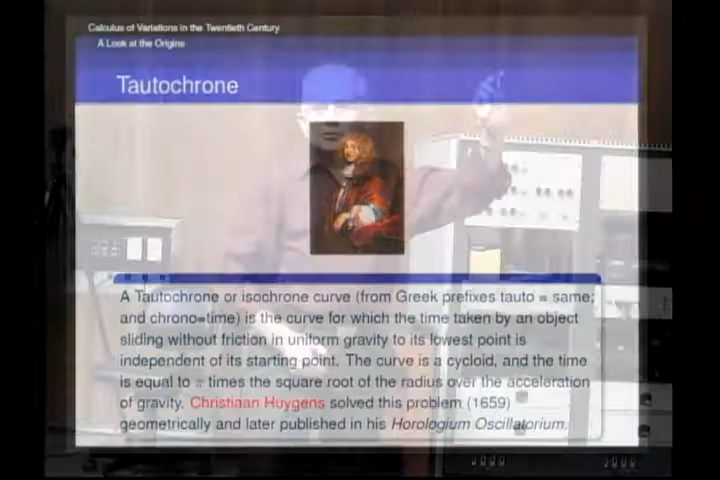 Calculus of Variations in the Twentieth Century
A Look at the Origins
Tautochrone
A Tautochrone or isochrone curve (from Greek prefixes tauto = same;
and chrono=time) is the curve for which the time taken by an object
sliding without friction in uniform gravity to its lowest point is
independent of its starting point. The curve is a cycloid, and the time
is equal to π times the square root of the radius over the acceleration
of gravity. Christiaan Huygens solved this problem (1659)
geometrically and later published in his Horologium Oscillatorium.